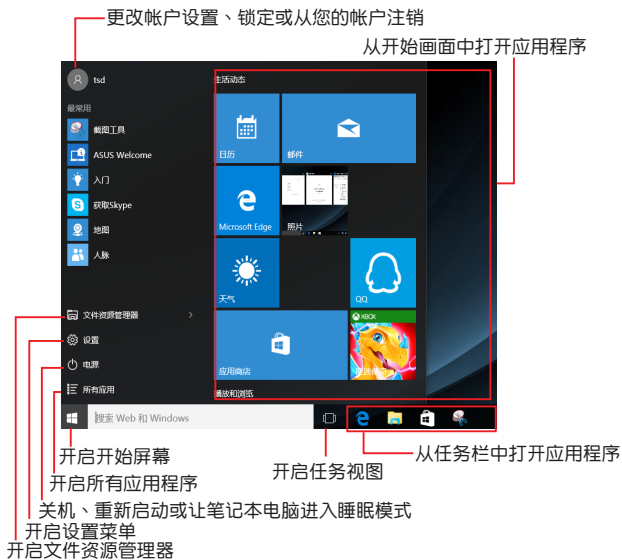 更改帐户设置、锁定或从您的帐户注销
从开始画面中打开应用程序
tsd
生活动态
最常用
截图工具
ASUS Welcome
入门
获取Skype
地图
人脉
日历
邮件
Microsoft Edge
照片
天气
QQ
应用商店
XBOX
播放和浏览
文件资源管理器
设置
电源
所有应用
搜索 Web 和 Windows
开启开始屏幕
开启任务视图
从任务栏中打开应用程序
开启所有应用程序
关机、重新启动或让笔记本电脑进入睡眠模式
开启设置菜单
开启文件资源管理器